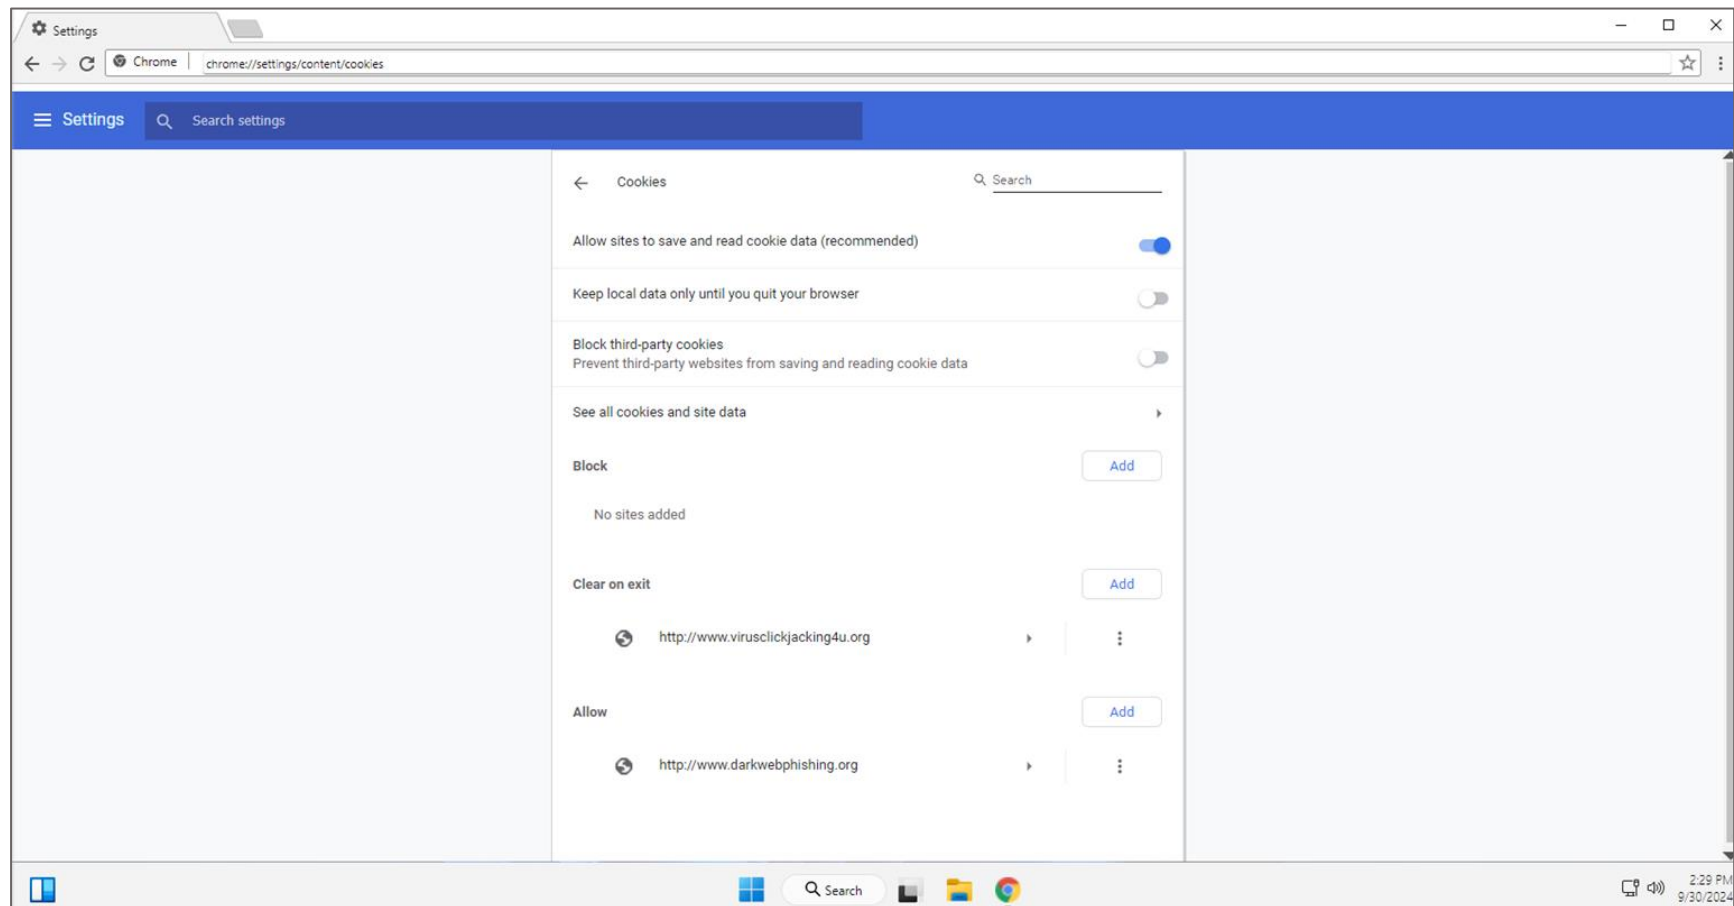 Settings
Chrome chrome://settings/content/cookies
Settings Search settings
Cookies Search
Allow sites to save and read cookie data (recommended)
Keep local data only until you quit your browser
Block third-party cookies
Prevent third-party websites from saving and reading cookie data
See all cookies and site data
Block Add
No sites added
Clear on exit Add
http://www.virusclickjacking4u.org
Allow Add
http://www.darkwebphishing.org
Search
2:29 PM
9/30/2024